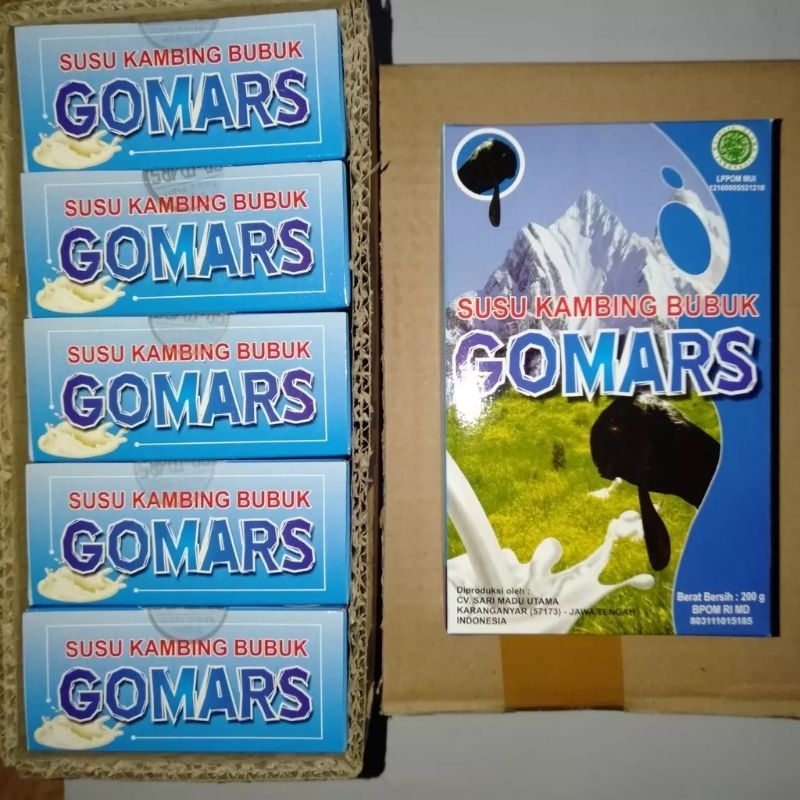 SUSU KAMBING BUBUK
GOMARS
SUSU KAMBING BUBUK
GOMARS
SUSU KAMBING BUBUK
GOMARS
SUSU KAMBING BUBUK
GOMARS
SUSU KAMBING BUBUK
GOMARS
LPPOM MUI
12160005521216
SUSU KAMBING BUBUK
GOMARS
Diproduksi oleh :
CV. SARI MADU UTAMA
KARANGANYAR (57173) - JAWA TENGAH
INDONESIA
Berat Bersih : 200 g
BPOM RI MD
803111015185